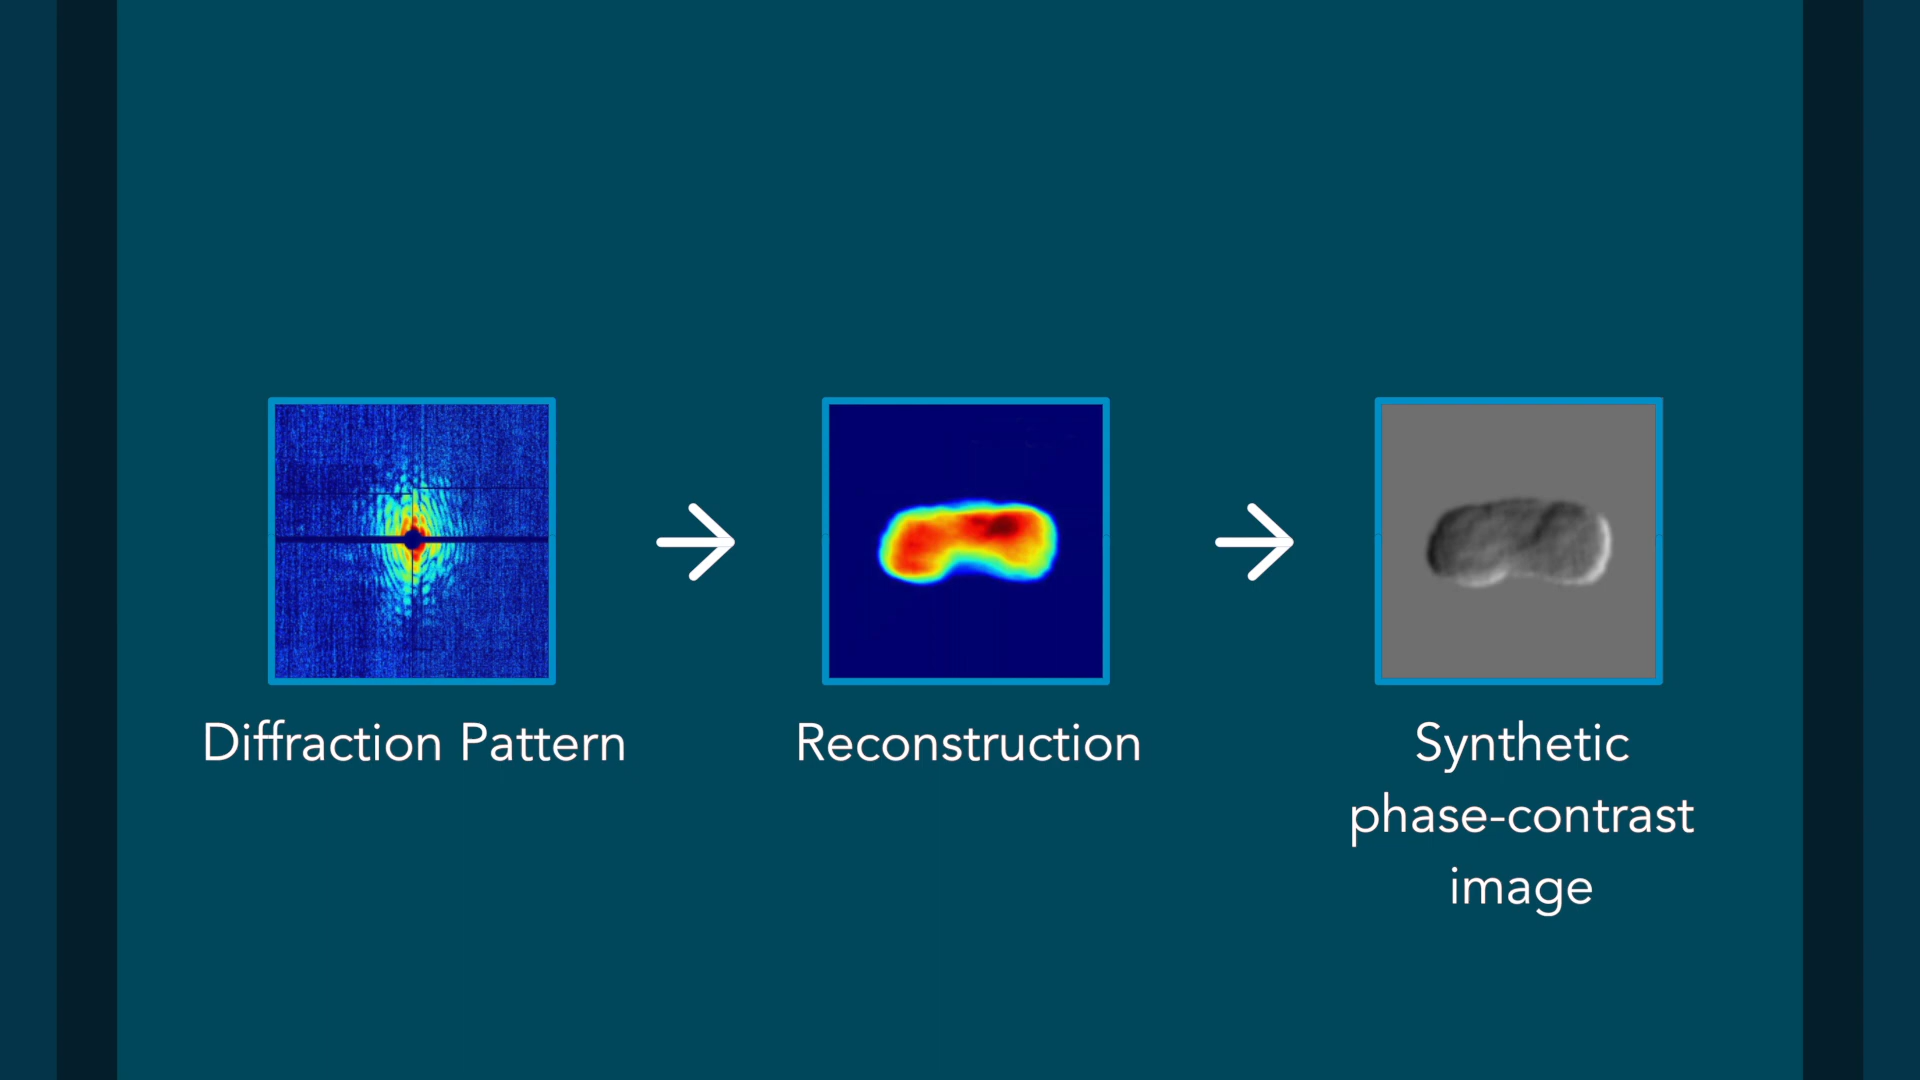 Diffraction Pattern
Reconstruction
Synthetic
phase-contrast
image